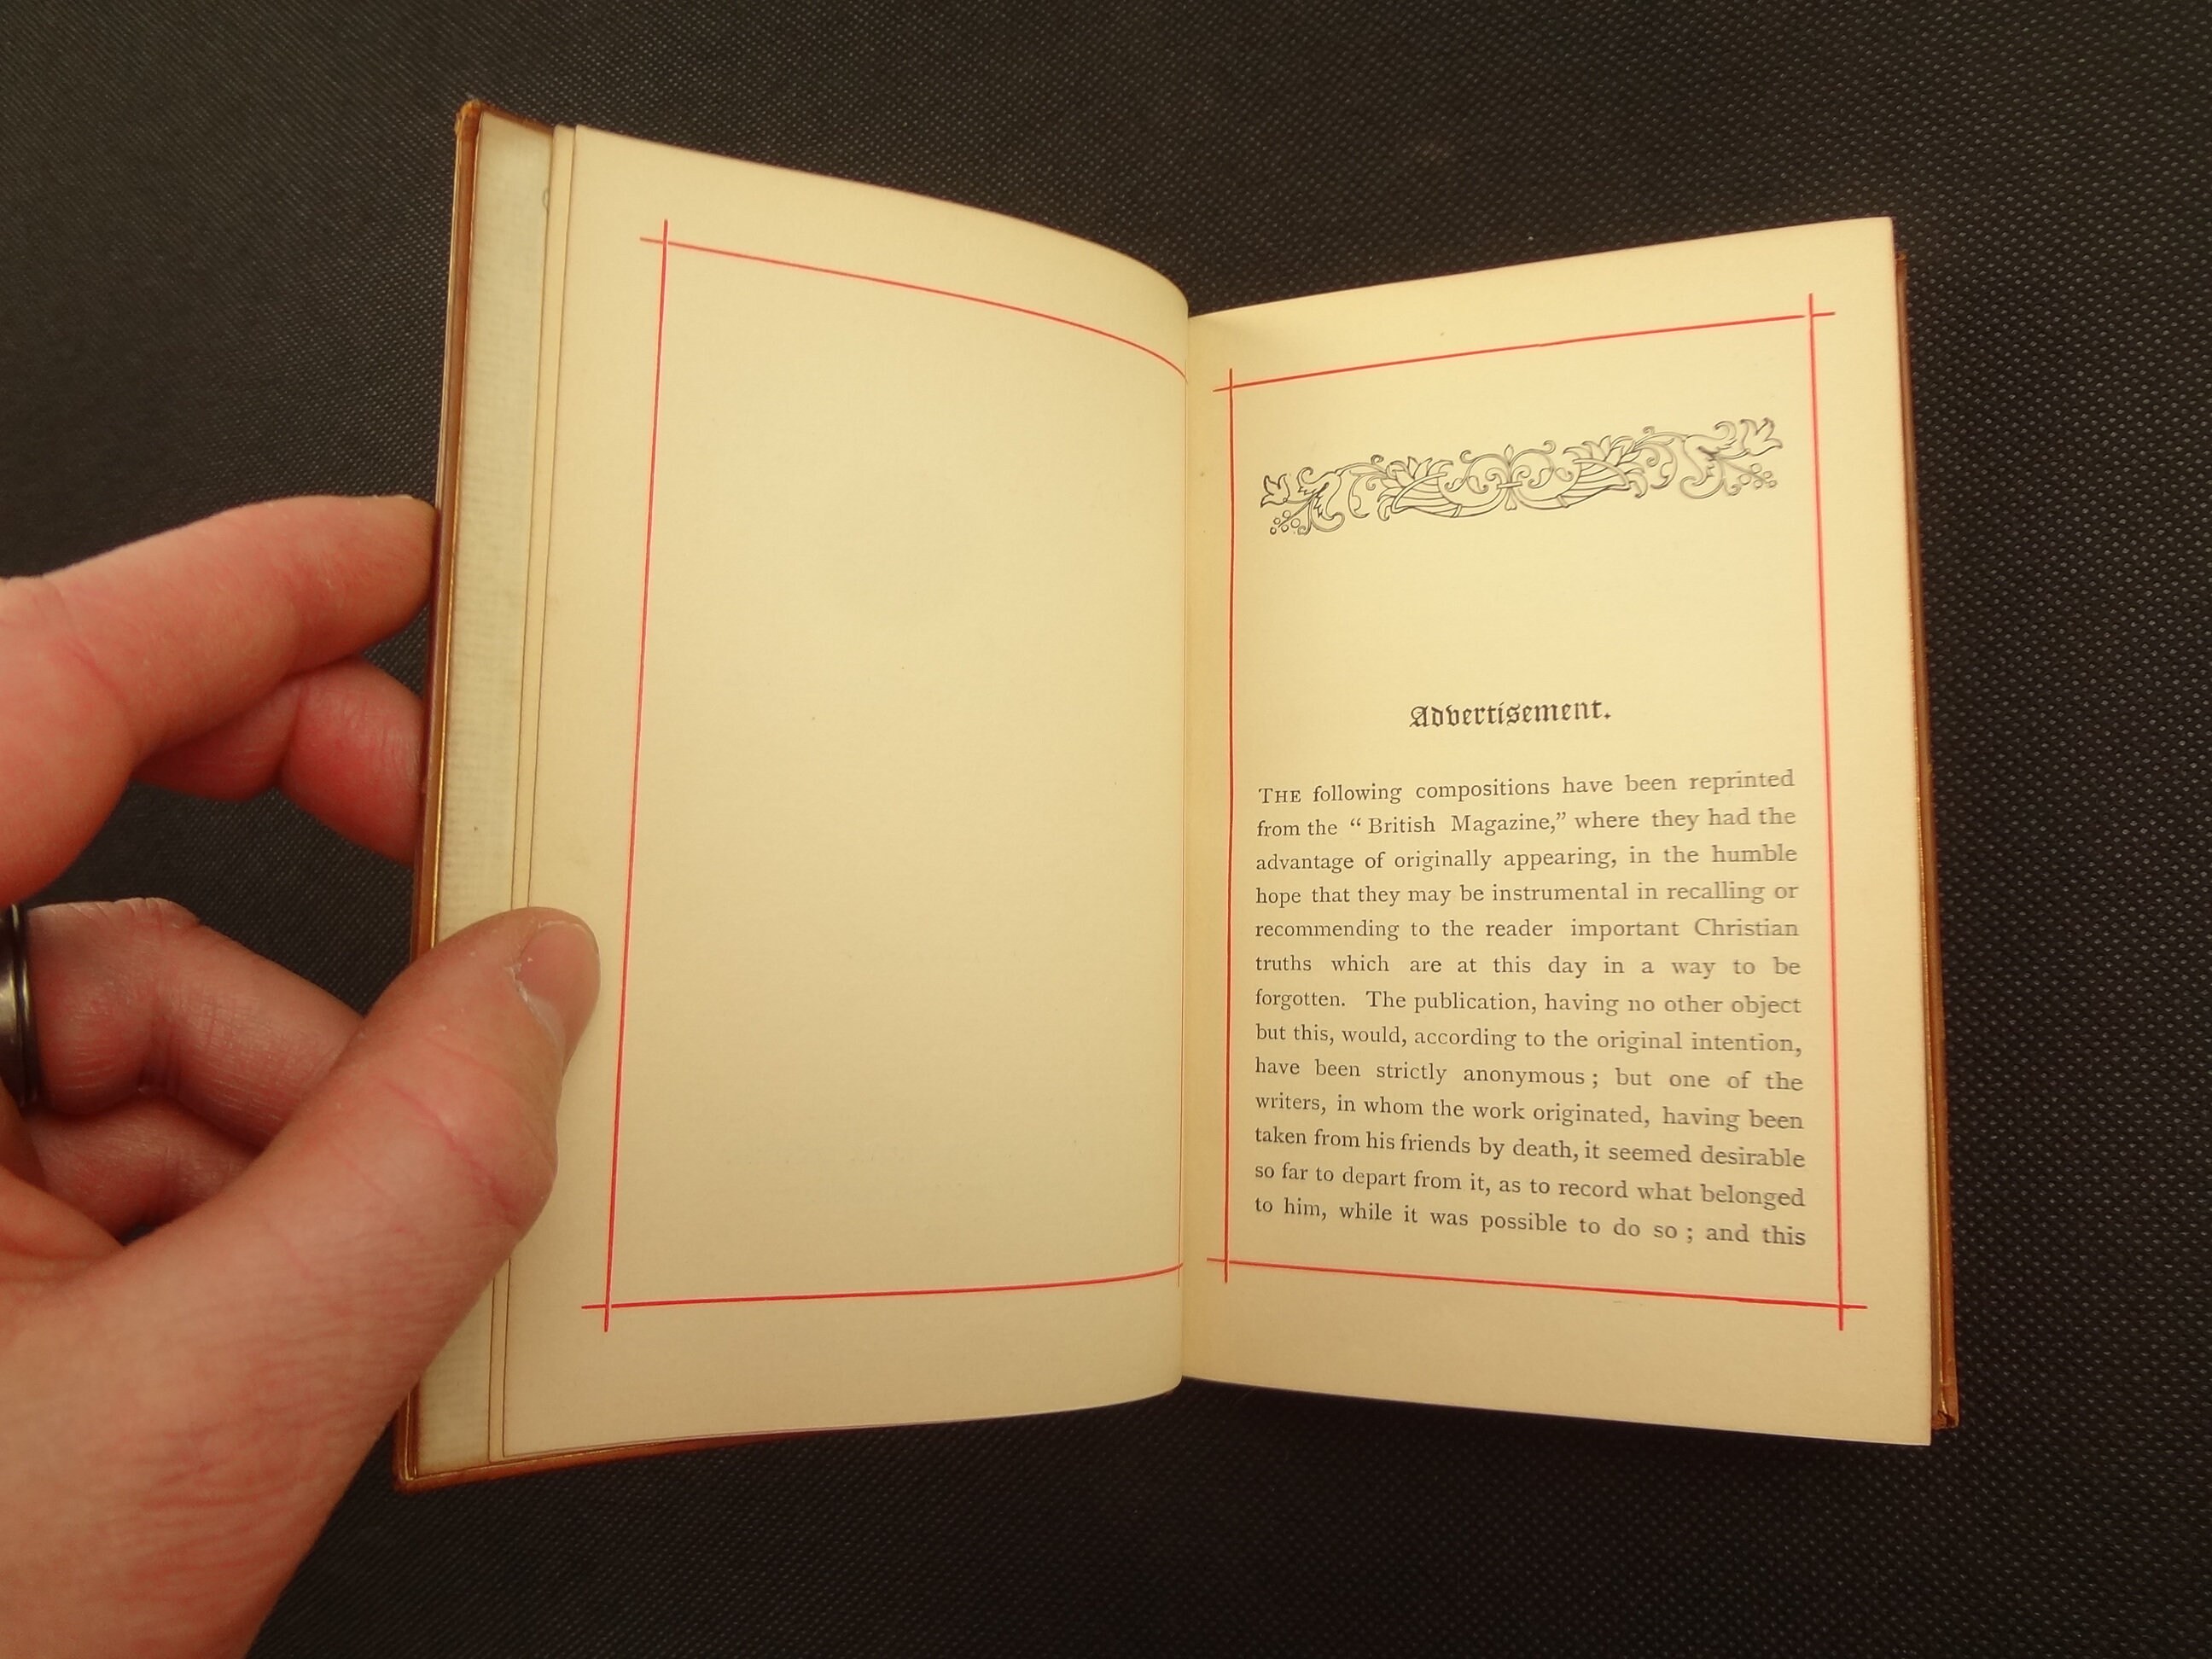 Advertisement.
THE following compositions have been reprinted
from the “British Magazine,” where they had the
advantage of originally appearing, in the humble
hope that they may be instrumental in recalling or
recommending to the reader important Christian
truths which are at this day in a way to be
forgotten. The publication, having no other object
but this, would, according to the original intention,
have been strictly anonymous; but one of the
writers, in whom the work originated, having been
taken from his friends by death, it seemed desirable
so far to depart from it, as to record what belonged
to him, while it was possible to do so; and this